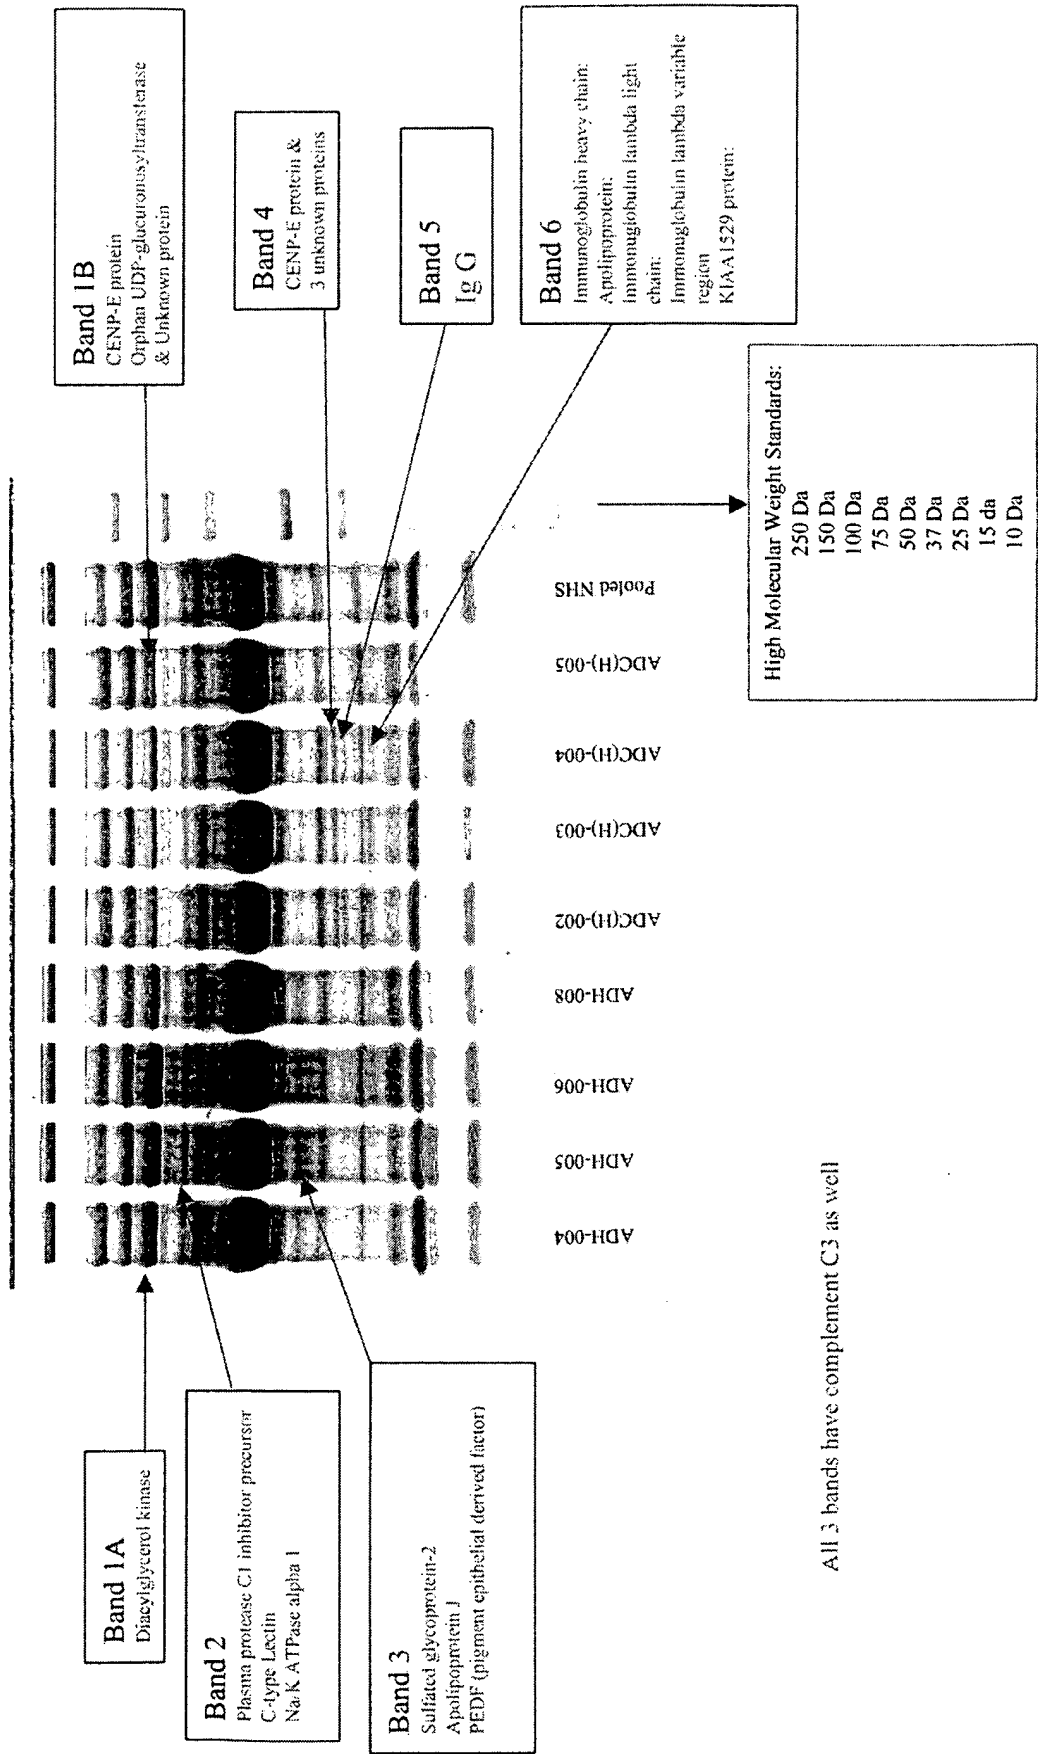 Band 1A
Diacylglycerol kinase
Band 2
Plasma protease C1 inhibitor precursor
C-type Lectin
Na/K ATPase alpha 1
Band 3
Sulfated glycoprotein-2
Apolipoprotein J
PEDF (pigment epithelial derived factor)
Band 1B
CENP-E protein
Orphan UDP-glucuronosyltransferase
& Unknown protein
Band 4
CENP-E protein &
3 unknown proteins
Band 5
Ig G
Band 6
Immunoglobulin heavy chain:
Apolipoprotein:
Immonuglobulin lambda light
chain:
Immonuglobulin lambda variable
region
KIAA1529 protein:
ADH-004
ADH-005
ADH-006
ADH-008
ADC(H)-002
ADC(H)-003
ADC(H)-004
ADC(H)-005
Pooled NHS
High Molecular Weight Standards:
250 Da
150 Da
100 Da
75 Da
50 Da
37 Da
25 Da
15 da
10 Da
All 3 bands have complement C3 as well